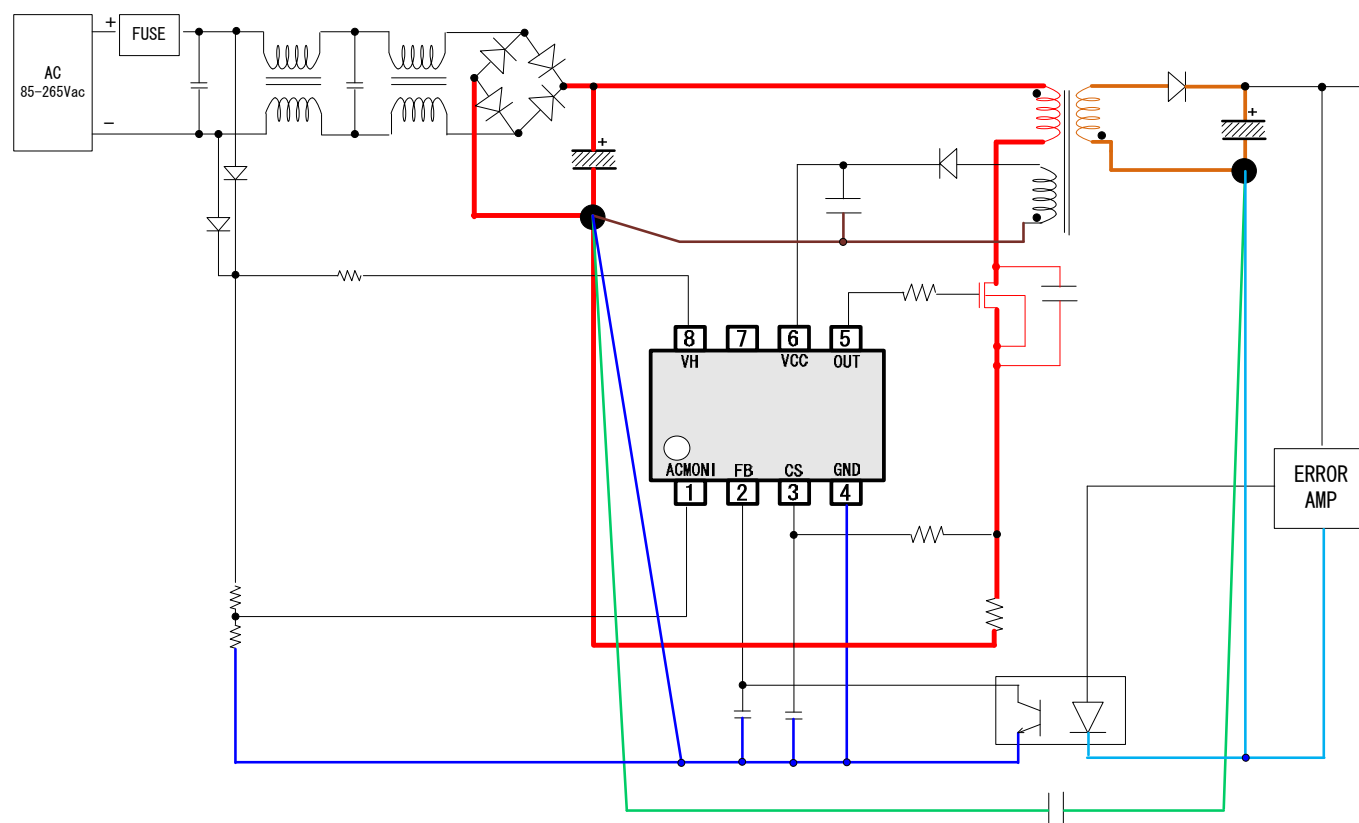 +
FUSE
AC
85-265Vac
−
+
+
8
7
6
5
VH
VCC
OUT
ACMONI
FB
CS
GND
1
2
3
4
ERROR
AMP